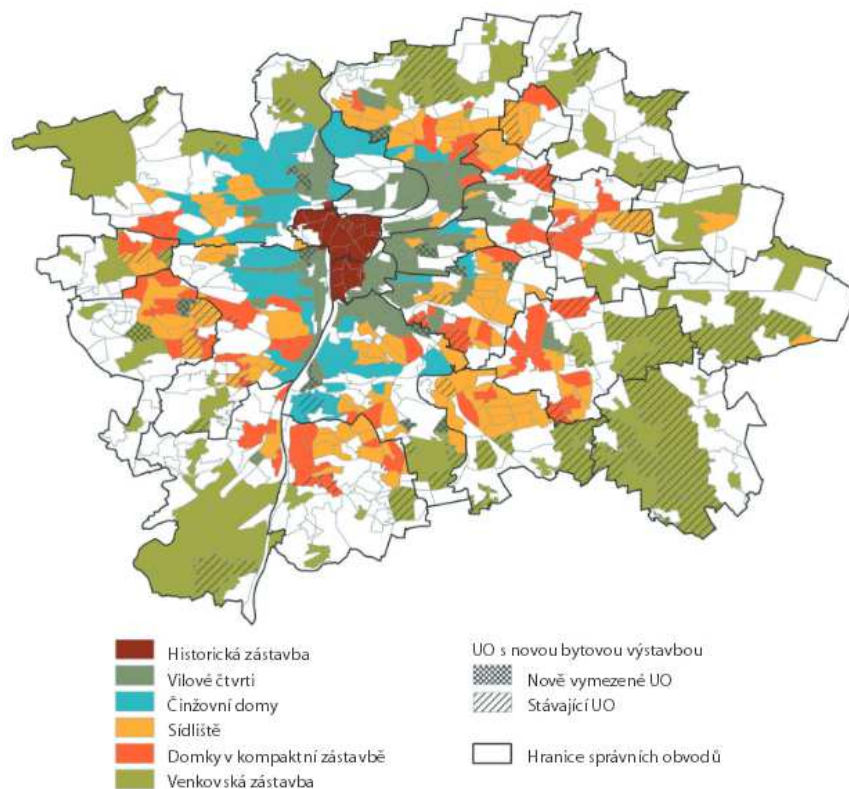 Historická zástavba
Vilové čtvrti
Činžovní domy
Sídliště
Domky v kompaktní zástavbě
Venkovská zástavba
UO s novou bytovou výstavbou
Nově vymezené UO
Stávající UO
Hranice správních obvodů